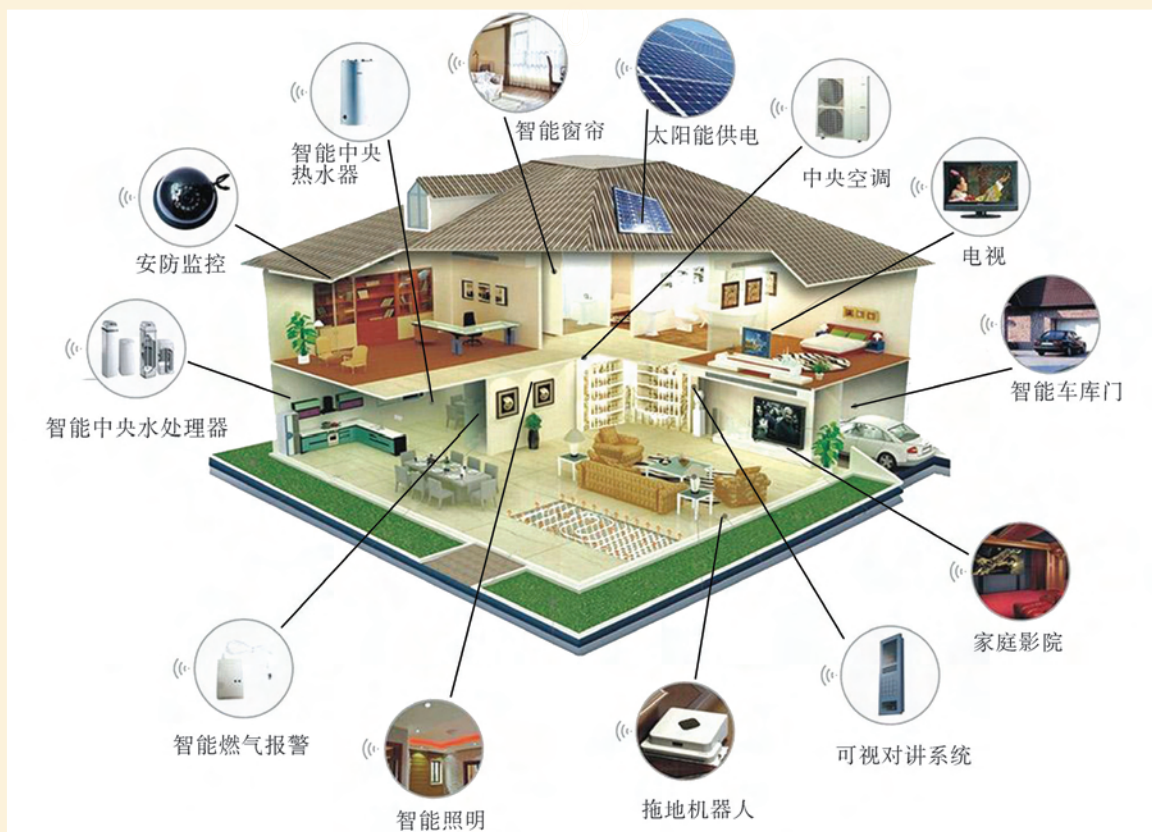 智能窗帘
太阳能供电
智能中央
热水器
中央空调
安防监控
电视
智能车库门
智能中央水处理器
家庭影院
智能燃气报警
可视对讲系统
拖地机器人
智能照明